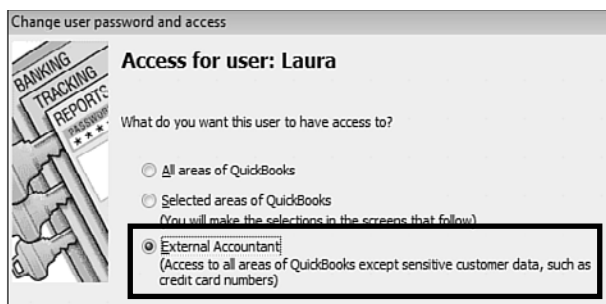 Change user password and access
BANKING
TRACKING
REPORTS
PASSWOR
****
Access for user: Laura
What do you want this user to have access to?
All areas of QuickBooks
Selected areas of QuickBooks
(You will make the selections in the screens that follow)
External Accountant
(Access to all areas of QuickBooks except sensitive customer data, such as
credit card numbers)